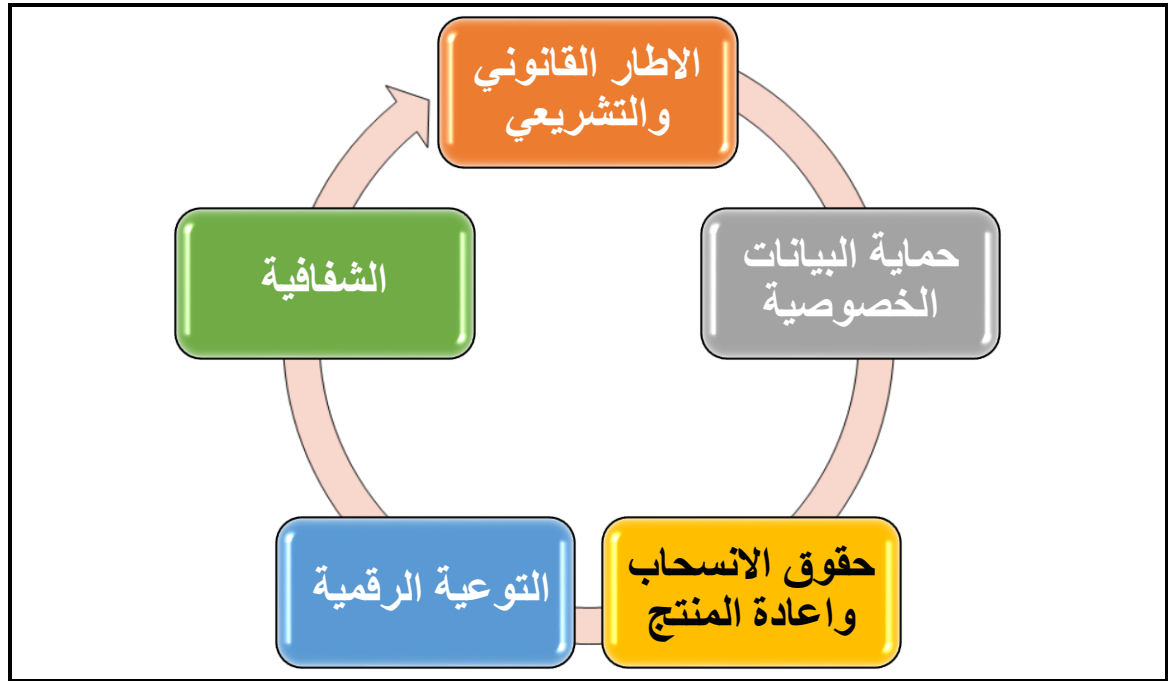 الاطار القانوني
والتشريعي
حماية البيانات
الخصوصية
حقوق الانسحاب
واعادة المنتج
التوعية الرقمية
الشفافية